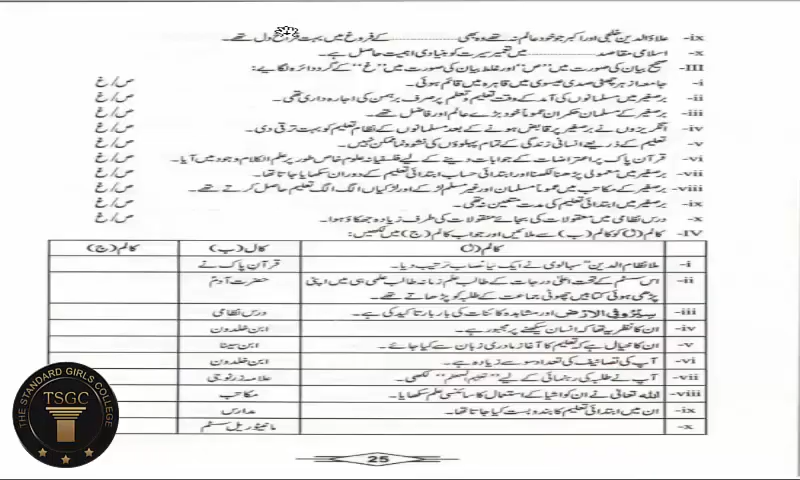 ix- علاؤالدین خلجی اور اکبر جو خود عالم نہ تھے وہ بھی ............ کے فروغ میں بہت فراخ دل تھے۔
x- اسلامی مقاصد ............ میں تعمیر سیرت کو بنیادی اہمیت حاصل ہے۔
III- صحیح بیان کی صورت میں "ص" اور غلط بیان کی صورت میں "غ" کے گرد دائرہ لگایئے:
i- جامعہ ازہر چھٹی صدی عیسوی میں قاہرہ میں قائم ہوئی۔ ص/غ
ii- برصغیر میں مسلمانوں کی آمد کے وقت تعلیم و تعلم پر صرف برہمن کی اجارہ داری تھی۔ ص/غ
iii- برصغیر کے مسلمان حکمران عموماً خود بڑے عالم اور فاضل تھے۔ ص/غ
iv- انگریزوں نے برصغیر پر قابض ہونے کے بعد مسلمانوں کے نظام تعلیم کو بہت ترقی دی۔ ص/غ
v- تعلیم کے ذریعے انسانی زندگی کے تمام پہلوؤں کی نشوونما ممکن نہیں۔ ص/غ
vi- قرآن پاک پر اعتراضات کے جوابات دینے کے لیے فلسفیانہ علوم خاص طور پر علم الکلام وجود میں آیا۔ ص/غ
vii- برصغیر میں معمولی پڑھنا لکھنا اور ابتدائی حساب ابتدائی تعلیم کے دوران سکھایا جاتا تھا۔ ص/غ
viii- برصغیر کے مکاتب میں عموماً مسلمان اور غیر مسلم لڑکے اور لڑکیاں الگ الگ تعلیم حاصل کرتے تھے۔ ص/غ
ix- برصغیر میں ابتدائی تعلیم کی مدت متعین نہ تھی۔ ص/غ
x- درس نظامی میں معقولات کی بجائے منقولات کی طرف زیادہ جھکاؤ ہوا۔ ص/غ
IV- کالم (ا) کو کالم (ب) سے ملائیں اور جواب کالم (ج) میں لکھیں:
کالم (ا) کالم (ب) کالم (ج)
i- ملا نظام الدین سہالوی نے ایک نیا نصاب ترتیب دیا۔ قرآن پاک نے
ii- اس سسٹم کے تحت اعلیٰ درجات کے طالب علم زمانہ طالب علمی ہی میں اپنی حضرت آدمؑ
پڑھی ہوئی کتابیں چھوٹی جماعت کے طلبہ کو پڑھاتے تھے۔
iii- سِيرُوا فِي الْأَرْضِ اور مشاہدہ کائنات کی بار بار تاکید کی ہے۔ درس نظامی
iv- ان کا نظریہ تھا کہ انسان سیکھنے پر مجبور ہے۔ ابن خلدون
v- ان کا خیال ہے کہ تعلیم کا آغاز مادری زبان سے کیا جائے۔ ابن سینا
vi- آپ کی تصانیف کی تعداد سو سے زیادہ ہے۔ ابن خلدون
vii- آپ نے طلبہ کی رہنمائی کے لیے "تعلیم المتعلم" لکھی۔ علامہ زرنوجی
viii- اللہ تعالیٰ نے ان کو اشیا کے استعمال کا سائنسی علم سکھایا۔ مکاتب
ix- ان میں ابتدائی تعلیم کا بندوبست کیا جاتا تھا۔ مدارس
x- مانیٹوریل سسٹم
25
THE STANDARD GIRLS COLLEGE
TSGC